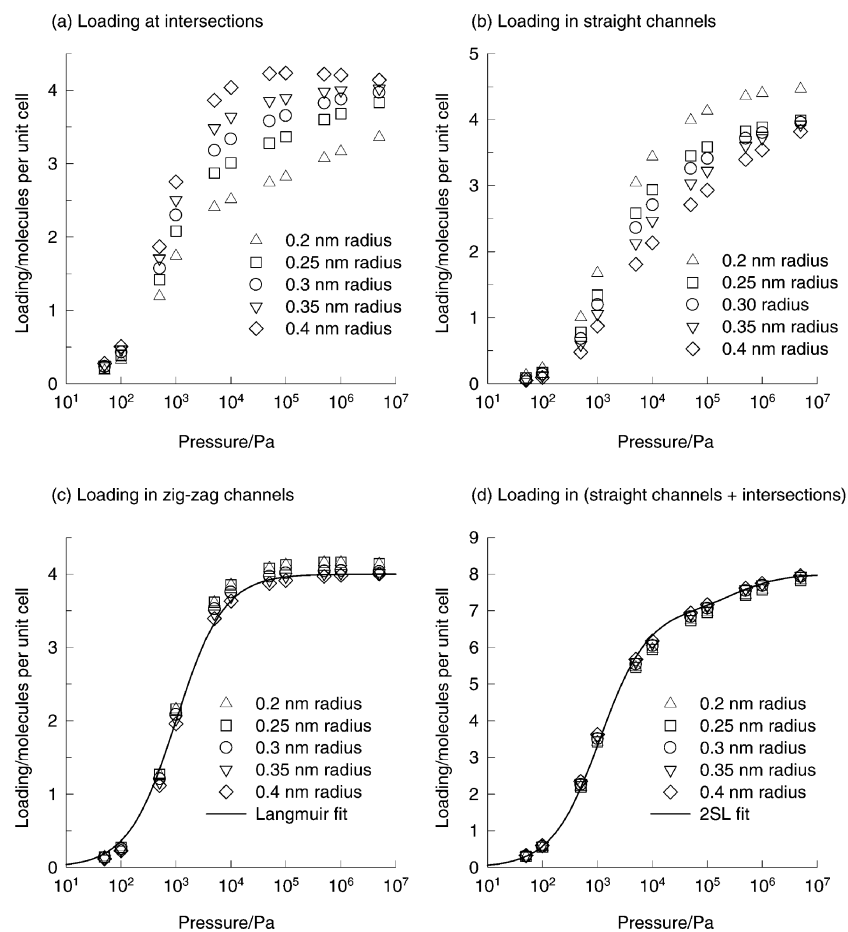 (a) Loading at intersections
Loading/molecules per unit cell
4
3
2
1
0
0.2 nm radius
0.25 nm radius
0.3 nm radius
0.35 nm radius
0.4 nm radius
10¹ 10² 10³ 10⁴ 10⁵ 10⁶ 10⁷
Pressure/Pa
(b) Loading in straight channels
Loading/molecules per unit cell
5
4
3
2
1
0
0.2 nm radius
0.25 nm radius
0.30 radius
0.35 nm radius
0.4 nm radius
10¹ 10² 10³ 10⁴ 10⁵ 10⁶ 10⁷
Pressure/Pa
(c) Loading in zig-zag channels
Loading/molecules per unit cell
4
3
2
1
0
0.2 nm radius
0.25 nm radius
0.3 nm radius
0.35 nm radius
0.4 nm radius
Langmuir fit
10¹ 10² 10³ 10⁴ 10⁵ 10⁶ 10⁷
Pressure/Pa
(d) Loading in (straight channels + intersections)
Loading/molecules per unit cell
9
8
7
6
5
4
3
2
1
0
0.2 nm radius
0.25 nm radius
0.3 nm radius
0.35 nm radius
0.4 nm radius
2SL fit
10¹ 10² 10³ 10⁴ 10⁵ 10⁶ 10⁷
Pressure/Pa